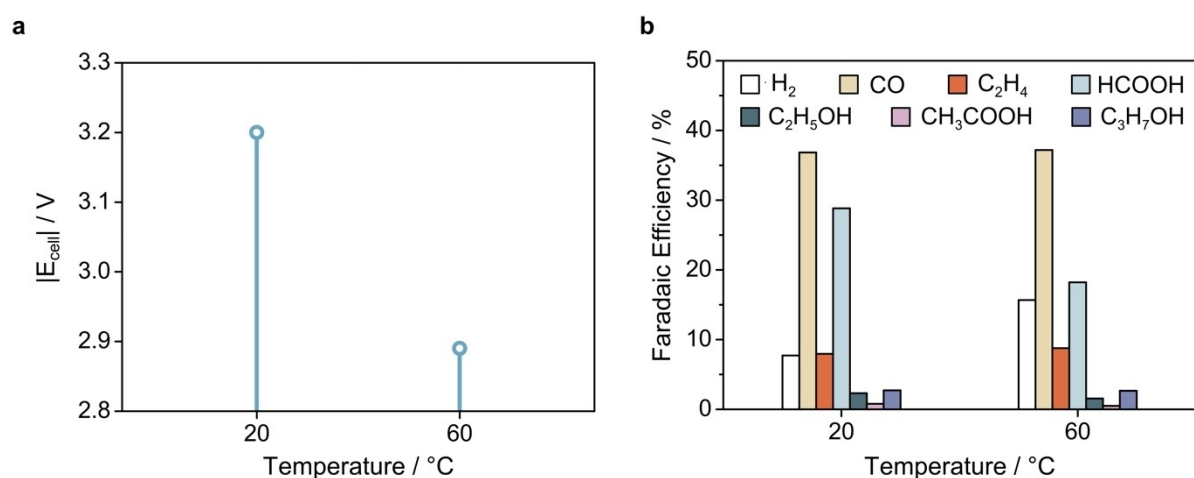 a
3.3
3.2
3.1
3.0
2.9
2.8
|E_cell| / V
20 60
Temperature / °C
b
50
40
30
20
10
0
Faradaic Efficiency / %
H₂ CO C₂H₄ HCOOH
C₂H₅OH CH₃COOH C₃H₇OH
20 60
Temperature / °C